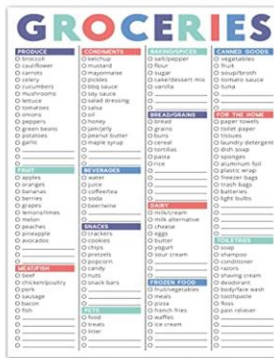 GROCERIES
PRODUCE
broccoli
cauliflower
carrots
celery
cucumbers
mushrooms
lettuce
tomatoes
onions
peppers
green beans
potatoes
garlic
FRUIT
apples
oranges
bananas
berries
grapes
lemons/limes
melon
peaches
pineapple
avocados
MEAT/FISH
beef
chicken/poultry
pork
sausage
bacon
fish
CONDIMENTS
ketchup
mustard
mayonnaise
pickles
bbq sauce
soy sauce
salad dressing
salsa
oil
honey
jam/jelly
peanut butter
maple syrup
BEVERAGES
water
juice
coffee/tea
soda
beer/wine
SNACKS
crackers
cookies
chips
pretzels
popcorn
candy
nuts
snack bars
PETS
food
treats
litter
BAKING/SPICES
salt/pepper
flour
sugar
cake/dessert mix
vanilla
BREAD/GRAINS
bread
grains
buns
cereal
tortillas
pasta
rice
DAIRY
milk/cream
milk alternative
cheese
eggs
butter
yogurt
sour cream
FROZEN FOOD
fruit/vegetables
meals
pizza
french fries
waffles
ice cream
CANNED GOODS
vegetables
fruit
soup/broth
tomato sauce
tuna
FOR THE HOME
paper towels
toilet paper
tissues
laundry detergent
dish soap
sponges
aluminum foil
plastic wrap
freezer bags
trash bags
batteries
light bulbs
TOILETRIES
soap
shampoo
conditioner
razors
shaving cream
deodorant
body/face wash
toothpaste
floss
pain reliever